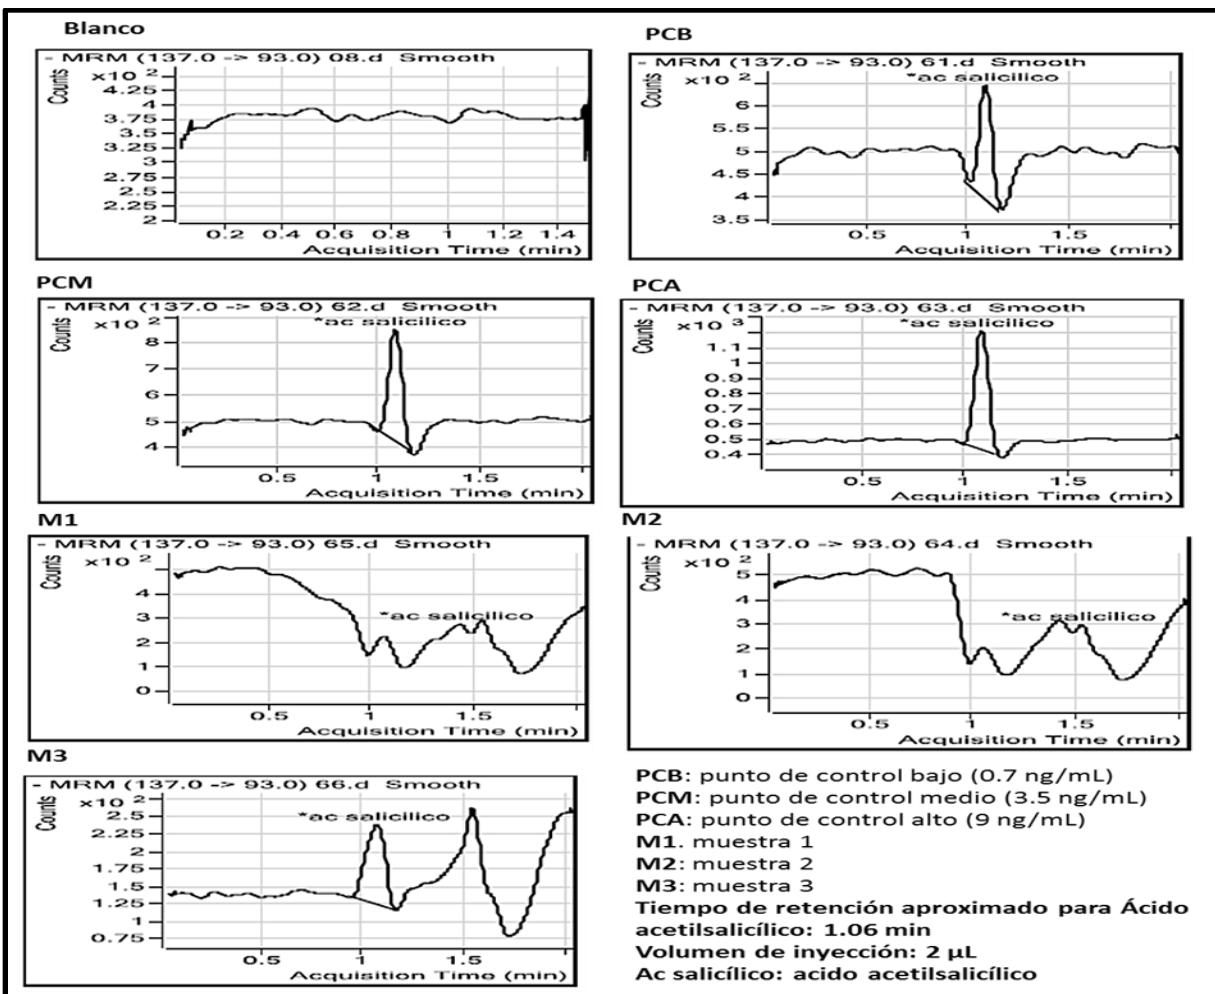 Blanco
- MRM (137.0 -> 93.0) 08.d Smooth
Counts
x10 2
4.25
4
3.75
3.5
3.25
3
2.75
2.5
2.25
2
0.2 0.4 0.6 0.8 1 1.2 1.4
Acquisition Time (min)
PCB
- MRM (137.0 -> 93.0) 61.d Smooth
Counts
x10 2
*ac salicilico
6
5.5
5
4.5
4
3.5
0.5 1 1.5
Acquisition Time (min)
PCM
- MRM (137.0 -> 93.0) 62.d Smooth
Counts
x10 2
*ac salicilico
8
7
6
5
4
0.5 1 1.5
Acquisition Time (min)
PCA
- MRM (137.0 -> 93.0) 63.d Smooth
Counts
x10 3
*ac salicilico
1.1
1
0.9
0.8
0.7
0.6
0.5
0.4
0.5 1 1.5
Acquisition Time (min)
M1
- MRM (137.0 -> 93.0) 65.d Smooth
Counts
x10 2
*ac salicilico
4
3
2
1
0
0.5 1 1.5
Acquisition Time (min)
M2
- MRM (137.0 -> 93.0) 64.d Smooth
Counts
x10 2
*ac salicilico
5
4
3
2
1
0
0.5 1 1.5
Acquisition Time (min)
M3
- MRM (137.0 -> 93.0) 66.d Smooth
Counts
x10 2
*ac salicilico
2.5
2.25
2
1.75
1.5
1.25
1
0.75
0.5 1 1.5
Acquisition Time (min)
PCB: punto de control bajo (0.7 ng/mL)
PCM: punto de control medio (3.5 ng/mL)
PCA: punto de control alto (9 ng/mL)
M1. muestra 1
M2: muestra 2
M3: muestra 3
Tiempo de retención aproximado para Ácido
acetilsalicílico: 1.06 min
Volumen de inyección: 2 µL
Ac salicílico: acido acetilsalicílico